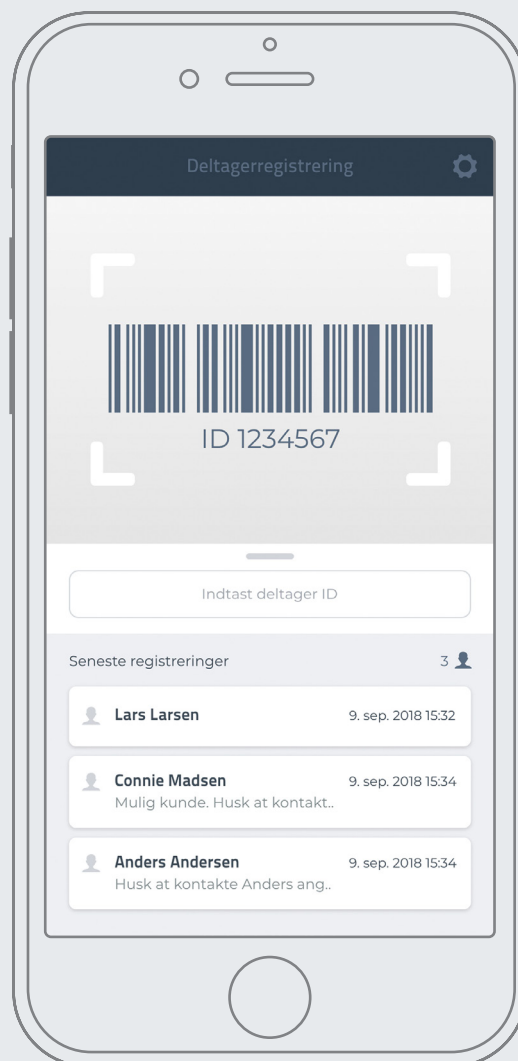 Deltagerregistrering
ID 1234567
Indtast deltager ID
Seneste registreringer 3
Lars Larsen 9. sep. 2018 15:32
Connie Madsen 9. sep. 2018 15:34
Mulig kunde. Husk at kontakt..
Anders Andersen 9. sep. 2018 15:34
Husk at kontakte Anders ang..